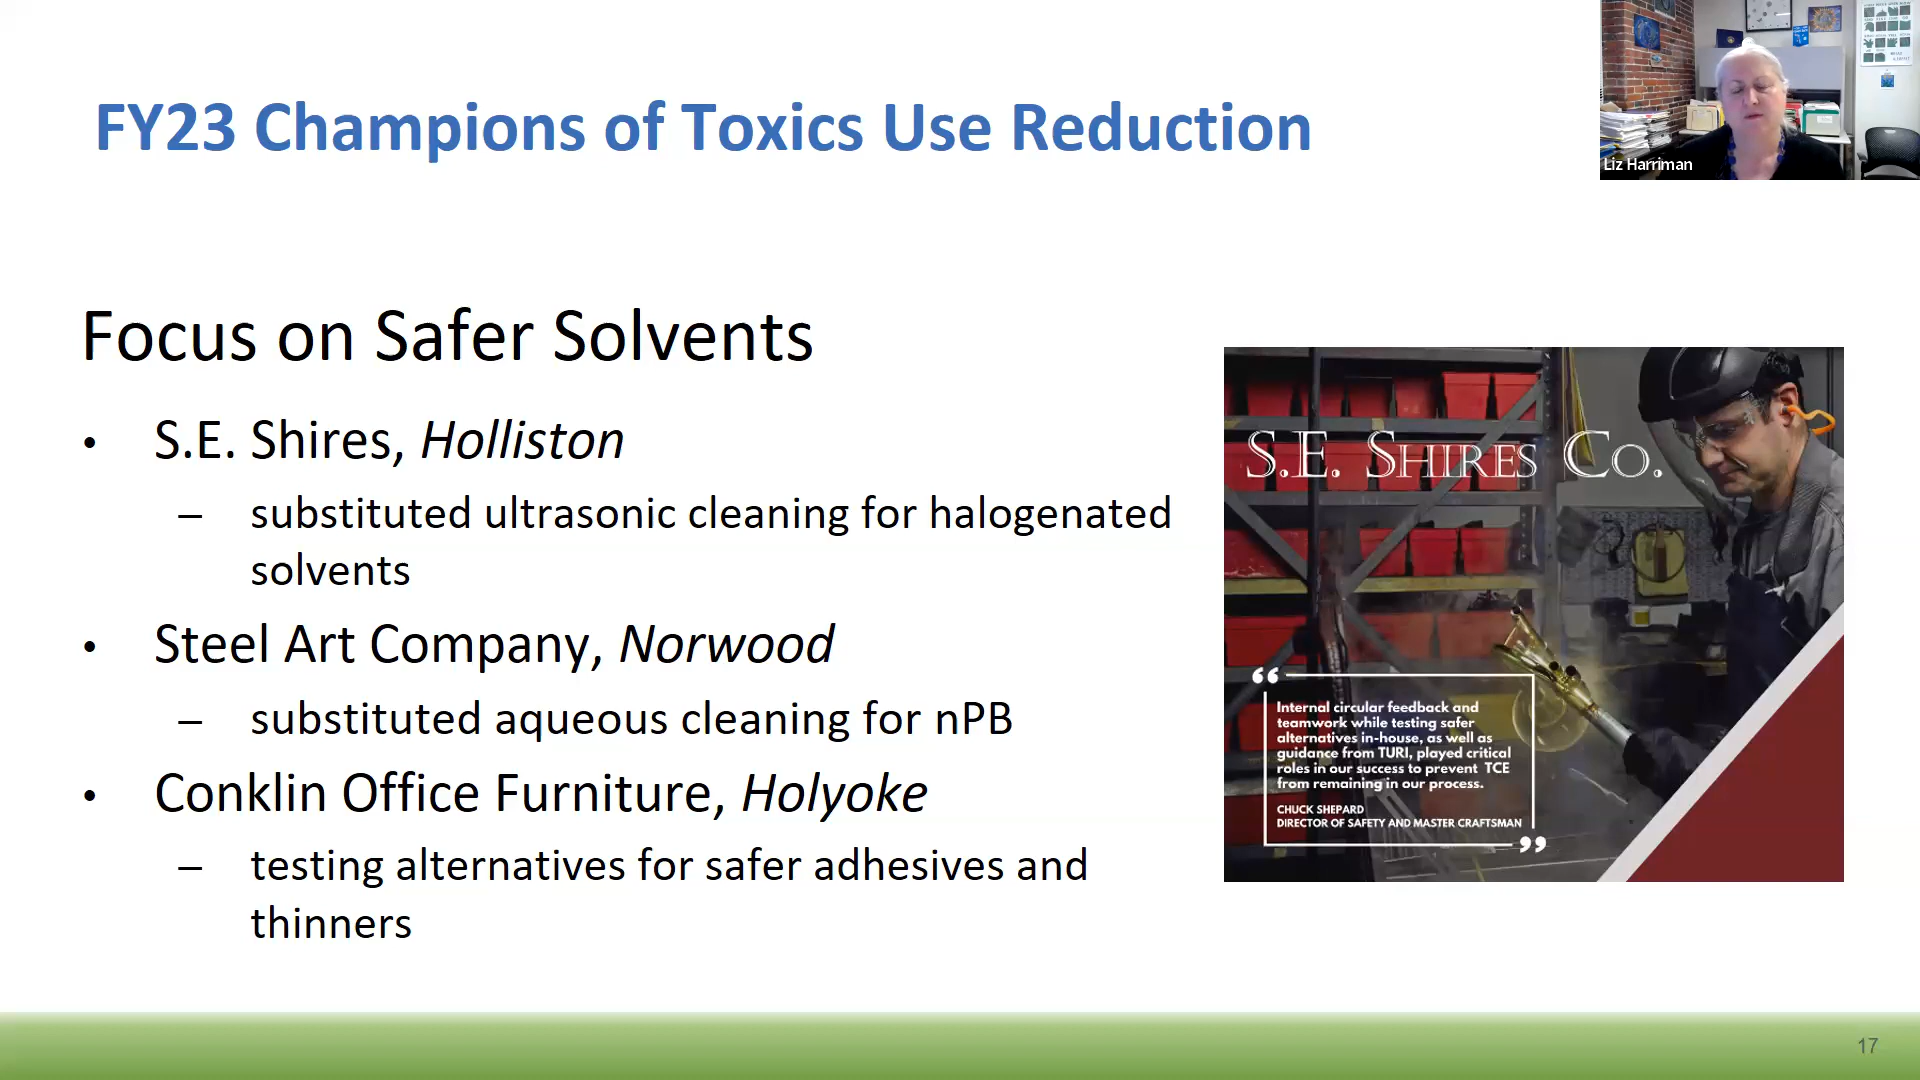 FY23 Champions of Toxics Use Reduction
Liz Harriman
Focus on Safer Solvents
• S.E. Shires, Holliston
– substituted ultrasonic cleaning for halogenated
solvents
• Steel Art Company, Norwood
– substituted aqueous cleaning for nPB
• Conklin Office Furniture, Holyoke
– testing alternatives for safer adhesives and
thinners
S.E. SHIRES CO.
“
Internal circular feedback and
teamwork while testing safer
alternatives in-house, as well as
guidance from TURI, played critical
roles in our success to prevent TCE
from remaining in our process.
CHUCK SHEPARD
DIRECTOR OF SAFETY AND MASTER CRAFTSMAN
”
17